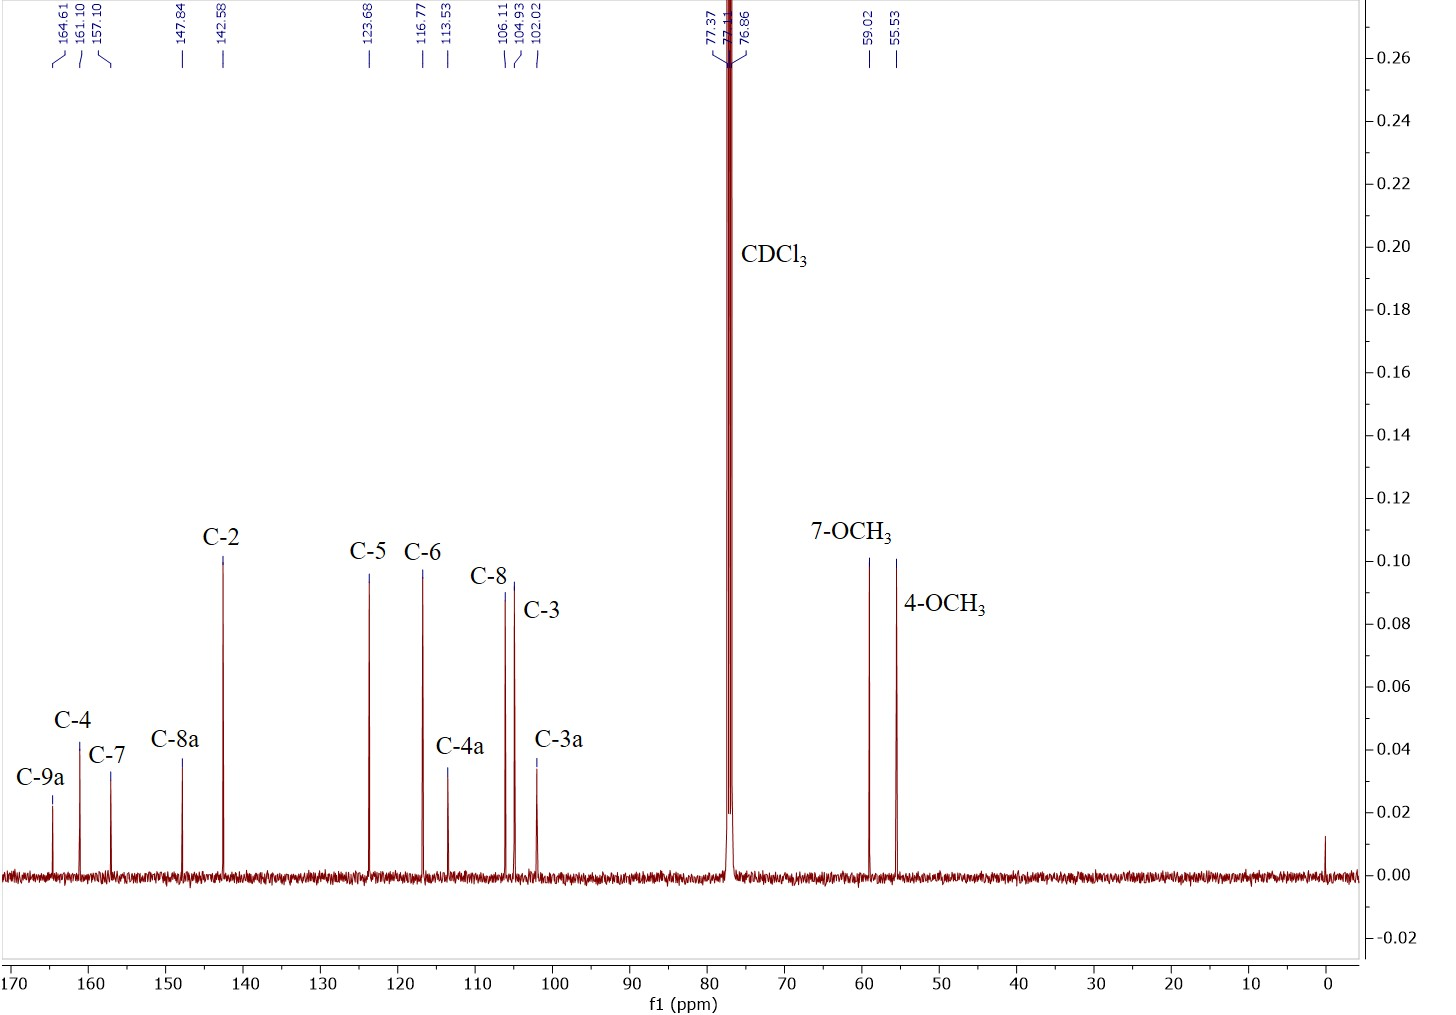 164.61
161.10
157.10
147.84
142.58
123.68
116.77
113.53
106.11
104.93
102.02
77.37
77.11
76.86
59.02
55.53
0.26
0.24
0.22
CDCl₃
0.20
0.18
0.16
0.14
0.12
C-2
C-5
C-6
C-8
C-3
7-OCH₃
0.10
4-OCH₃
0.08
0.06
C-4
C-9a
C-7
C-8a
C-4a
C-3a
0.04
0.02
0.00
-0.02
170 160 150 140 130 120 110 100 90 80 70 60 50 40 30 20 10 0
f1 (ppm)